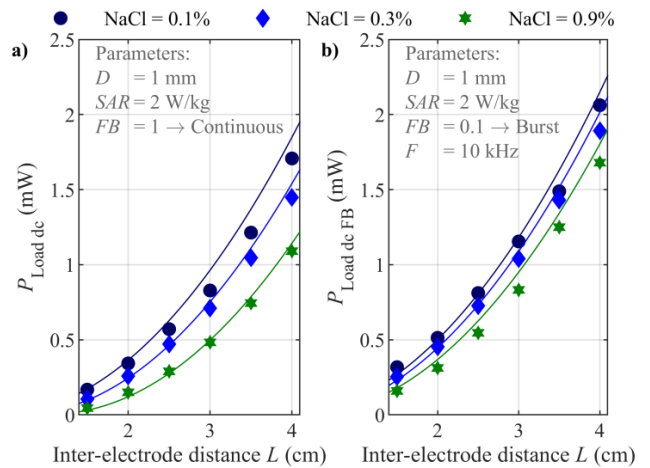 NaCl = 0.1% NaCl = 0.3% NaCl = 0.9%
a)
Parameters:
D = 1 mm
SAR = 2 W/kg
FB = 1 → Continuous
P Load dc (mW)
2.5
2
1.5
1
0.5
0
2 3 4
Inter-electrode distance L (cm)
b)
Parameters:
D = 1 mm
SAR = 2 W/kg
FB = 0.1 → Burst
F = 10 kHz
P Load dc FB (mW)
2.5
2
1.5
1
0.5
0
2 3 4
Inter-electrode distance L (cm)